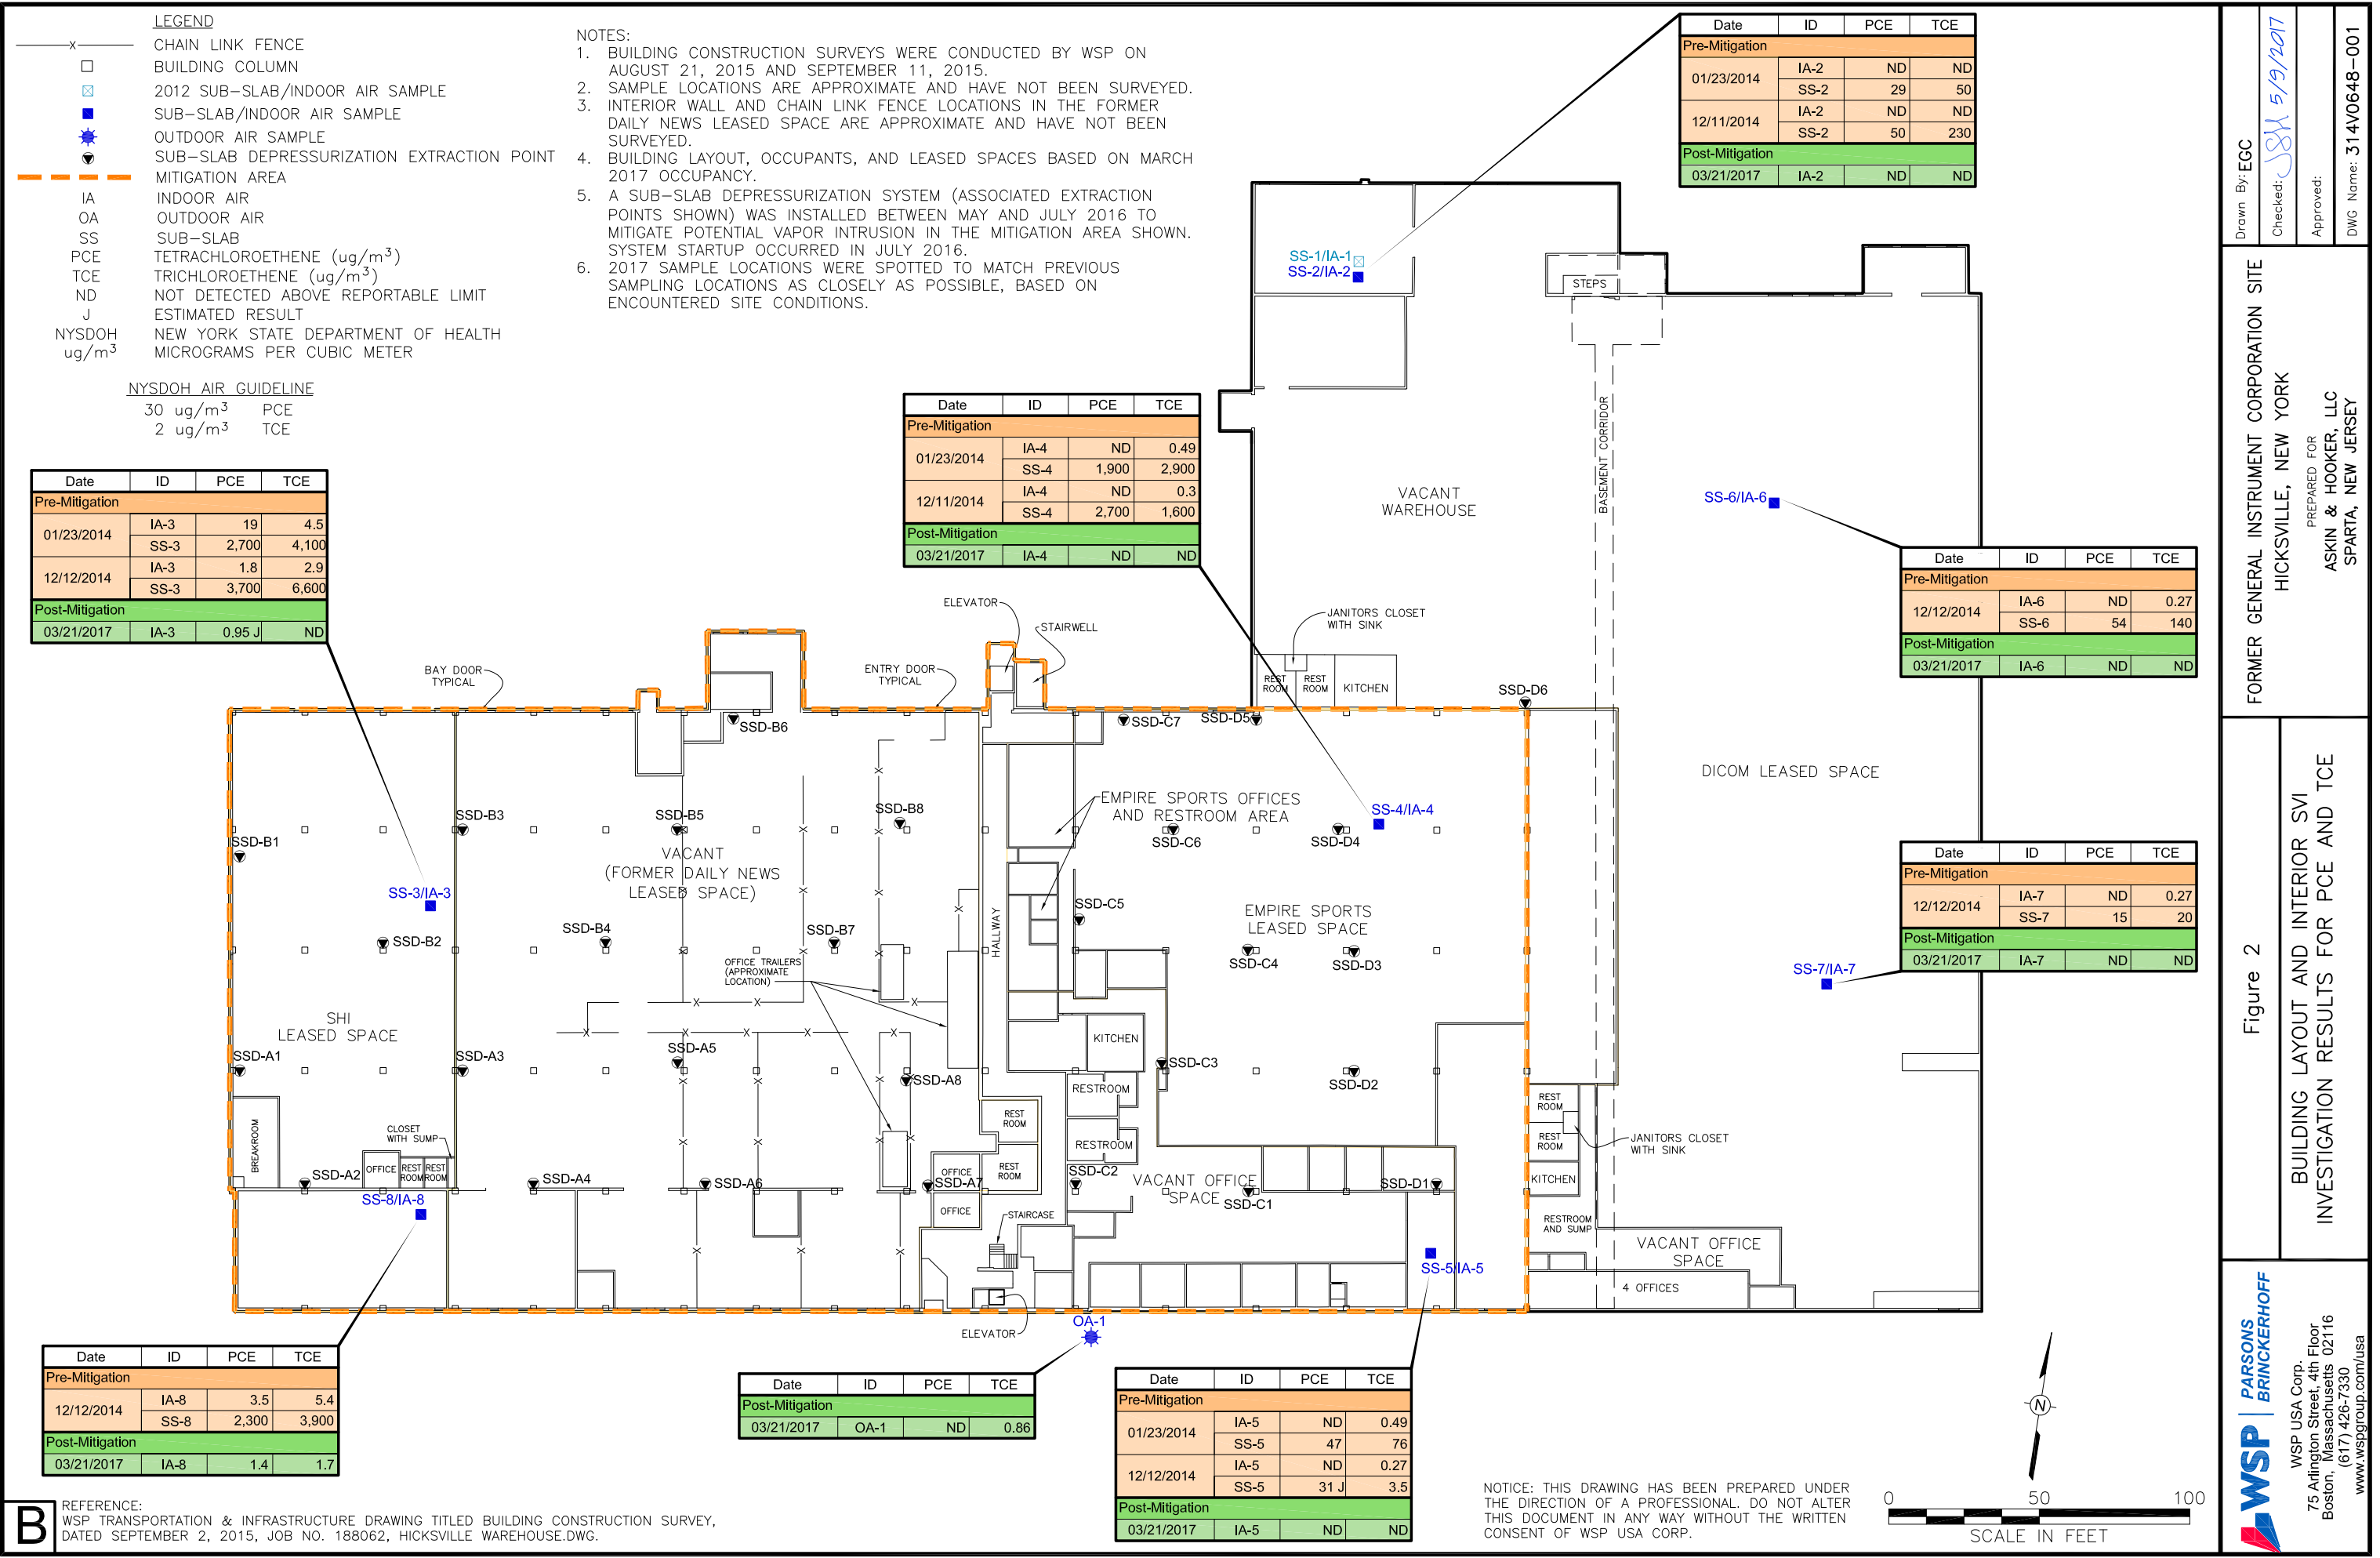 LEGEND
x CHAIN LINK FENCE
BUILDING COLUMN
2012 SUB-SLAB/INDOOR AIR SAMPLE
SUB-SLAB/INDOOR AIR SAMPLE
OUTDOOR AIR SAMPLE
SUB-SLAB DEPRESSURIZATION EXTRACTION POINT
MITIGATION AREA
IA INDOOR AIR
OA OUTDOOR AIR
SS SUB-SLAB
PCE TETRACHLOROETHENE (ug/m³)
TCE TRICHLOROETHENE (ug/m³)
ND NOT DETECTED ABOVE REPORTABLE LIMIT
J ESTIMATED RESULT
NYSDOH NEW YORK STATE DEPARTMENT OF HEALTH
ug/m³ MICROGRAMS PER CUBIC METER
NYSDOH AIR GUIDELINE
30 ug/m³ PCE
2 ug/m³ TCE
NOTES:
1. BUILDING CONSTRUCTION SURVEYS WERE CONDUCTED BY WSP ON
AUGUST 21, 2015 AND SEPTEMBER 11, 2015.
2. SAMPLE LOCATIONS ARE APPROXIMATE AND HAVE NOT BEEN SURVEYED.
3. INTERIOR WALL AND CHAIN LINK FENCE LOCATIONS IN THE FORMER
DAILY NEWS LEASED SPACE ARE APPROXIMATE AND HAVE NOT BEEN
SURVEYED.
4. BUILDING LAYOUT, OCCUPANTS, AND LEASED SPACES BASED ON MARCH
2017 OCCUPANCY.
5. A SUB-SLAB DEPRESSURIZATION SYSTEM (ASSOCIATED EXTRACTION
POINTS SHOWN) WAS INSTALLED BETWEEN MAY AND JULY 2016 TO
MITIGATE POTENTIAL VAPOR INTRUSION IN THE MITIGATION AREA SHOWN.
SYSTEM STARTUP OCCURRED IN JULY 2016.
6. 2017 SAMPLE LOCATIONS WERE SPOTTED TO MATCH PREVIOUS
SAMPLING LOCATIONS AS CLOSELY AS POSSIBLE, BASED ON
ENCOUNTERED SITE CONDITIONS.
Date ID PCE TCE
Pre-Mitigation
01/23/2014 IA-2 ND ND
SS-2 29 50
12/11/2014 IA-2 ND ND
SS-2 50 230
Post-Mitigation
03/21/2017 IA-2 ND ND
SS-1/IA-1
SS-2/IA-2
STEPS
BASEMENT CORRIDOR
VACANT
WAREHOUSE
SS-6/IA-6
Date ID PCE TCE
Pre-Mitigation
01/23/2014 IA-4 ND 0.49
SS-4 1,900 2,900
12/11/2014 IA-4 ND 0.3
SS-4 2,700 1,600
Post-Mitigation
03/21/2017 IA-4 ND ND
Date ID PCE TCE
Pre-Mitigation
01/23/2014 IA-3 19 4.5
SS-3 2,700 4,100
12/12/2014 IA-3 1.8 2.9
SS-3 3,700 6,600
Post-Mitigation
03/21/2017 IA-3 0.95 J ND
Date ID PCE TCE
Pre-Mitigation
12/12/2014 IA-6 ND 0.27
SS-6 54 140
Post-Mitigation
03/21/2017 IA-6 ND ND
ELEVATOR
STAIRWELL
JANITORS CLOSET
WITH SINK
BAY DOOR
TYPICAL
ENTRY DOOR
TYPICAL
REST
ROOM
REST
ROOM
KITCHEN
SSD-D6
SSD-B6
SSD-C7
SSD-D5
DICOM LEASED SPACE
SSD-B1
SSD-B3
SSD-B5
SSD-B8
EMPIRE SPORTS OFFICES
AND RESTROOM AREA
SSD-C6
SSD-D4
SS-4/IA-4
VACANT
(FORMER DAILY NEWS
LEASED SPACE)
SS-3/IA-3
SSD-B2
SSD-B4
SSD-B7
HALLWAY
SSD-C5
EMPIRE SPORTS
LEASED SPACE
SSD-C4
SSD-D3
OFFICE TRAILERS
(APPROXIMATE
LOCATION)
Date ID PCE TCE
Pre-Mitigation
12/12/2014 IA-7 ND 0.27
SS-7 15 20
Post-Mitigation
03/21/2017 IA-7 ND ND
SS-7/IA-7
SHI
LEASED SPACE
SSD-A1
SSD-A3
SSD-A5
SSD-A8
KITCHEN
SSD-C3
SSD-D2
RESTROOM
REST
ROOM
RESTROOM
REST
ROOM
BREAKROOM
CLOSET
WITH SUMP
OFFICE
REST
ROOM
REST
ROOM
SSD-A2
SS-8/IA-8
SSD-A4
SSD-A6
OFFICE
SSD-A7
OFFICE
STAIRCASE
SSD-C2
VACANT OFFICE
SPACE
SSD-C1
SSD-D1
SS-5/IA-5
REST
ROOM
REST
ROOM
JANITORS CLOSET
WITH SINK
KITCHEN
RESTROOM
AND SUMP
VACANT OFFICE
SPACE
4 OFFICES
ELEVATOR
OA-1
Date ID PCE TCE
Pre-Mitigation
12/12/2014 IA-8 3.5 5.4
SS-8 2,300 3,900
Post-Mitigation
03/21/2017 IA-8 1.4 1.7
Date ID PCE TCE
Post-Mitigation
03/21/2017 OA-1 ND 0.86
Date ID PCE TCE
Pre-Mitigation
01/23/2014 IA-5 ND 0.49
SS-5 47 76
12/12/2014 IA-5 ND 0.27
SS-5 31 J 3.5
Post-Mitigation
03/21/2017 IA-5 ND ND
N
0 50 100
SCALE IN FEET
NOTICE: THIS DRAWING HAS BEEN PREPARED UNDER
THE DIRECTION OF A PROFESSIONAL. DO NOT ALTER
THIS DOCUMENT IN ANY WAY WITHOUT THE WRITTEN
CONSENT OF WSP USA CORP.
B
REFERENCE:
WSP TRANSPORTATION & INFRASTRUCTURE DRAWING TITLED BUILDING CONSTRUCTION SURVEY,
DATED SEPTEMBER 2, 2015, JOB NO. 188062, HICKSVILLE WAREHOUSE.DWG.
Drawn By: EGC
Checked: 5/9/2017
Approved:
DWG Name: 314V0648-001
FORMER GENERAL INSTRUMENT CORPORATION SITE
HICKSVILLE, NEW YORK
PREPARED FOR
ASKIN & HOOKER, LLC
SPARTA, NEW JERSEY
Figure 2
BUILDING LAYOUT AND INTERIOR SVI
INVESTIGATION RESULTS FOR PCE AND TCE
WSP | PARSONS
BRINCKERHOFF
WSP USA Corp.
75 Arlington Street, 4th Floor
Boston, Massachusetts 02116
(617) 426-7330
www.wspgroup.com/usa